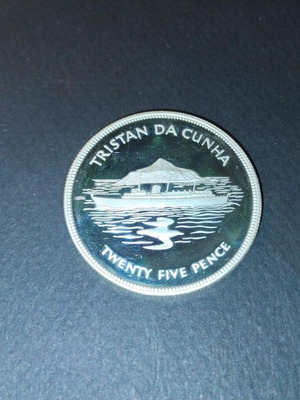 TRISTAN DA CUNHA
TWENTY FIVE PENCE